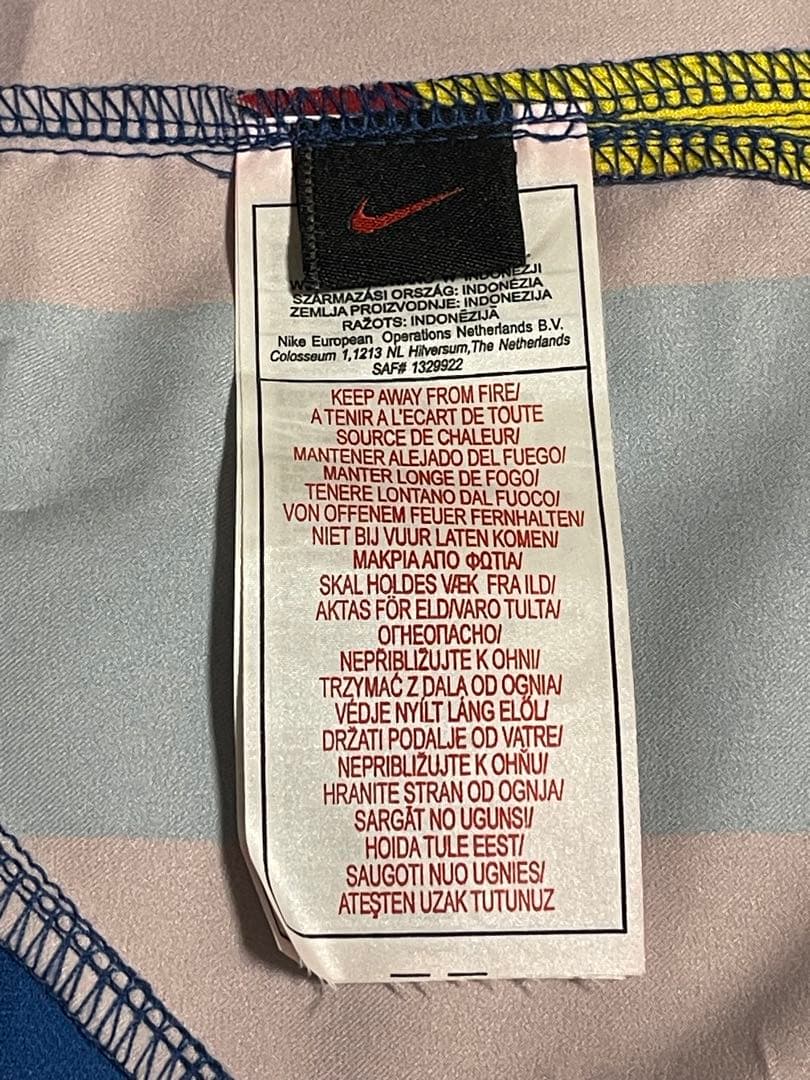 W INDONEZJI
SZÁRMAZÁSI ORSZÁG: INDONÉZIA
ZEMLJA PROIZVODNJE: INDONEZIJA
RAŽOTS: INDONĒZIJĀ
Nike European Operations Netherlands B.V.
Colosseum 1,1213 NL Hilversum,The Netherlands
SAF# 1329922
KEEP AWAY FROM FIRE/
A TENIR A L'ECART DE TOUTE
SOURCE DE CHALEUR/
MANTENER ALEJADO DEL FUEGO/
MANTER LONGE DE FOGO/
TENERE LONTANO DAL FUOCO/
VON OFFENEM FEUER FERNHALTEN/
NIET BIJ VUUR LATEN KOMEN/
ΜΑΚΡΙΑ ΑΠΟ ΦΩΤΙΑ/
SKAL HOLDES VÆK FRA ILD/
AKTAS FÖR ELD/VARO TULTA/
ОГНЕОПАСНО/
NEPŘIBLIŽUJTE K OHNI/
TRZYMAĆ Z DALA OD OGNIA/
VÉDJE NYÍLT LÁNG ELŐL/
DRŽATI PODALJE OD VATRE/
NEPRIBLIŽUJTE K OHŇU/
HRANITE STRAN OD OGNJA/
SARGĀT NO UGUNS/
HOIDA TULE EEST/
SAUGOTI NUO UGNIES/
ATEŞTEN UZAK TUTUNUZ